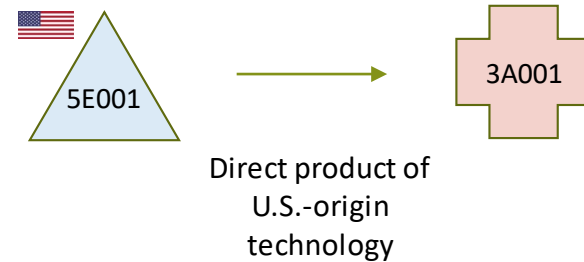 5E001
3A001
Direct product of
U.S.-origin
technology